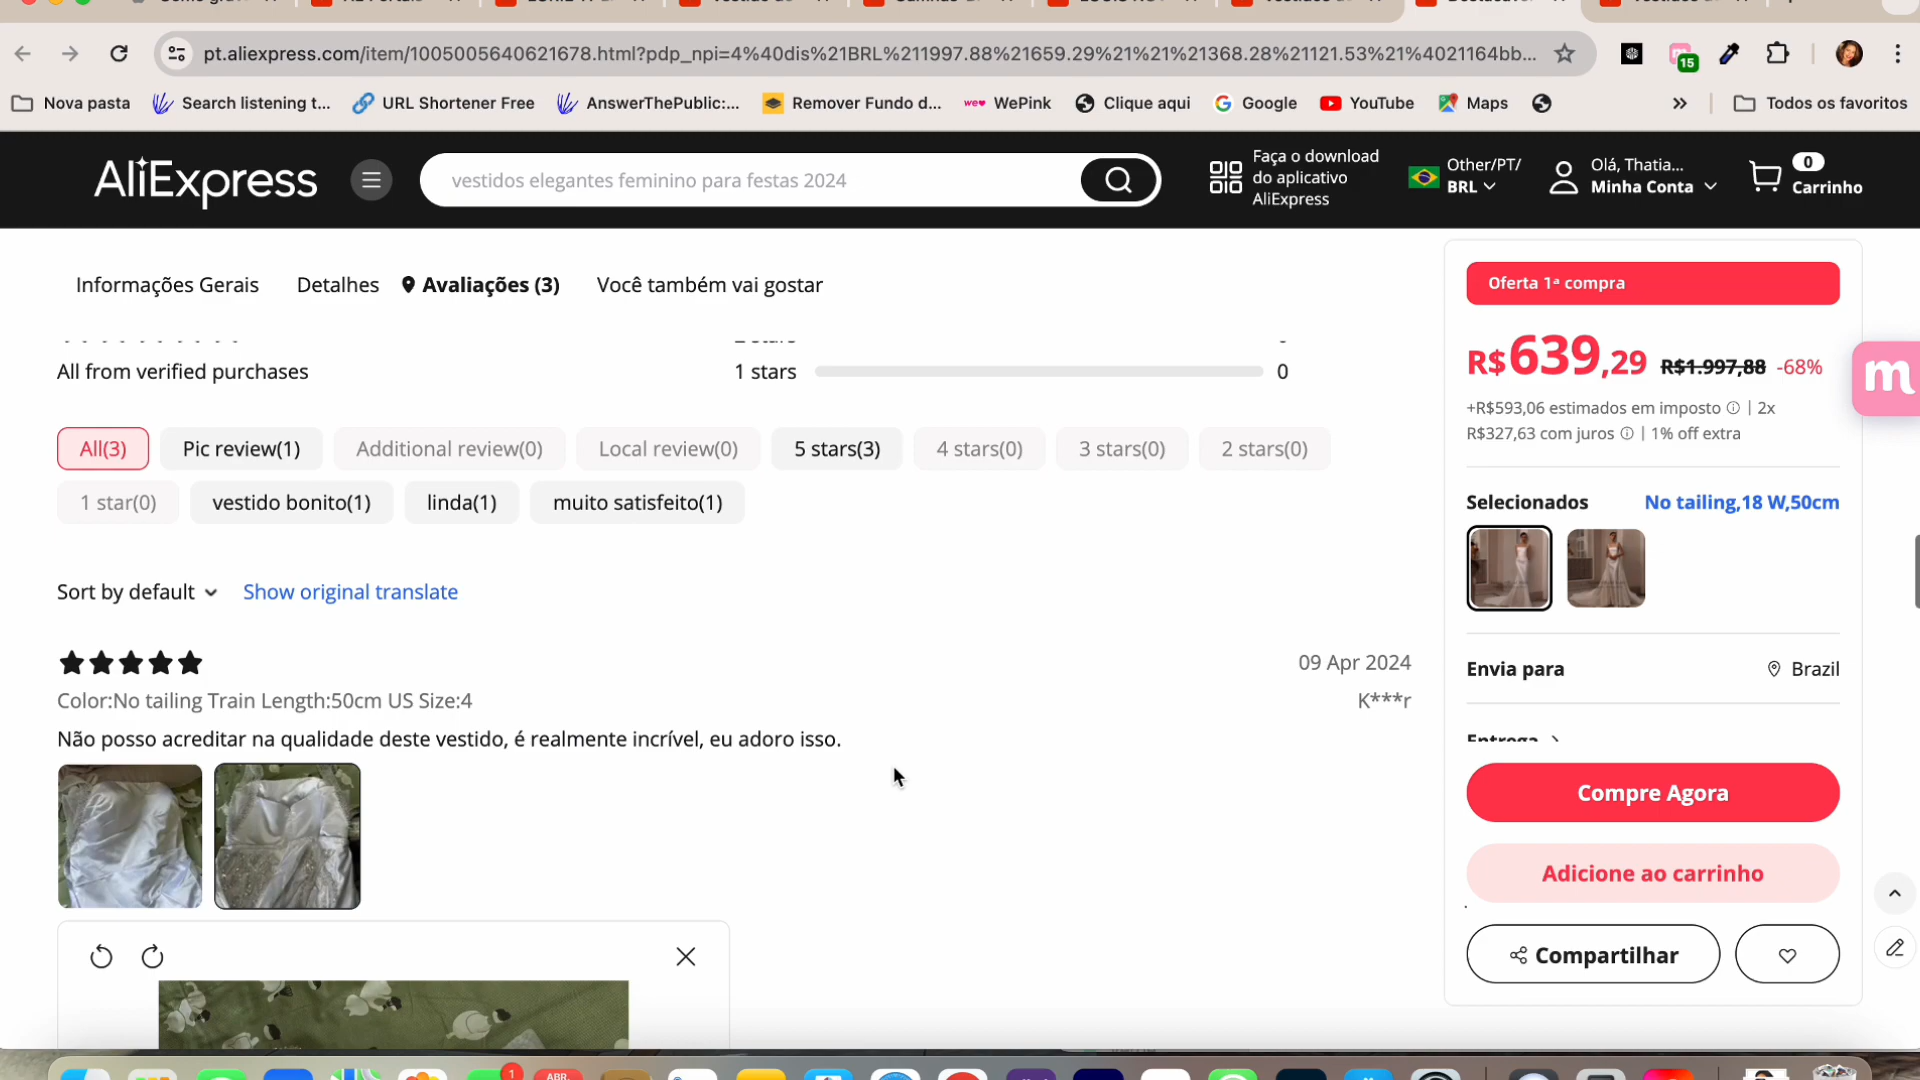 pt.aliexpress.com/item/1005005640621678.html?pdp_npi=4%40dis%21BRL%211997.88%21659.29%21%21%21368.28%21121.53%21%4021164bb...
15
Nova pasta
Search listening t...
URL Shortener Free
AnswerThePublic:...
Remover Fundo d...
we♥ WePink
Clique aqui
Google
YouTube
Maps
»
Todos os favoritos
AliExpress
vestidos elegantes feminino para festas 2024
Faça o download
do aplicativo
AliExpress
Other/PT/
BRL
Olá, Thatia...
Minha Conta
0
Carrinho
Informações Gerais
Detalhes
Avaliações (3)
Você também vai gostar
All from verified purchases
1 stars
0
All(3)
Pic review(1)
Additional review(0)
Local review(0)
5 stars(3)
4 stars(0)
3 stars(0)
2 stars(0)
1 star(0)
vestido bonito(1)
linda(1)
muito satisfeito(1)
Sort by default
Show original translate
09 Apr 2024
Color:No tailing Train Length:50cm US Size:4
K***r
Não posso acreditar na qualidade deste vestido, é realmente incrível, eu adoro isso.
Oferta 1ª compra
R$639,29 R$1.997,88 -68%
+R$593,06 estimados em imposto | 2x
R$327,63 com juros | 1% off extra
m
Selecionados
No tailing,18 W,50cm
Envia para
Brazil
Entrega
Compre Agora
Adicione ao carrinho
Compartilhar
1
ABR.